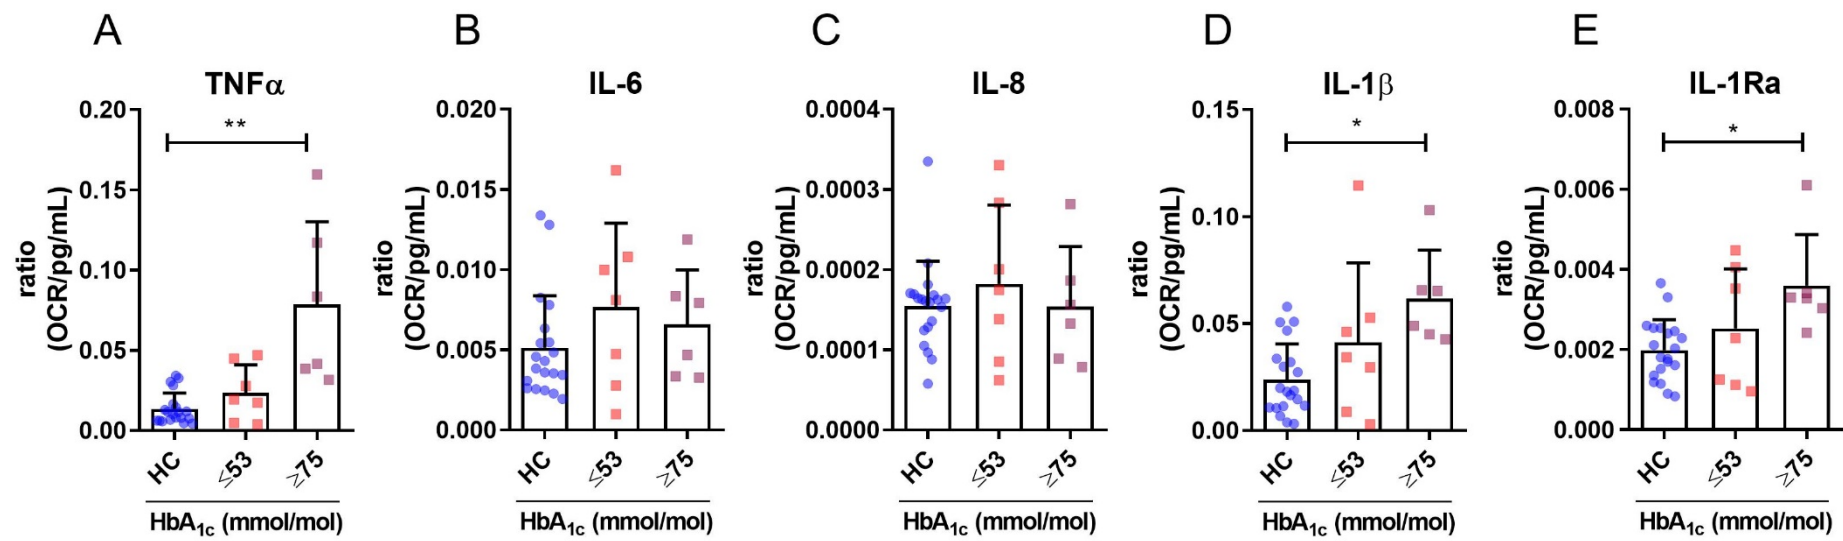 A
TNFα
**
0.20
0.15
0.10
0.05
0.00
ratio
(OCR/pg/mL)
HC
≤53
≥75
HbA1c (mmol/mol)
B
IL-6
0.020
0.015
0.010
0.005
0.000
ratio
(OCR/pg/mL)
HC
≤53
≥75
HbA1c (mmol/mol)
C
IL-8
0.0004
0.0003
0.0002
0.0001
0.0000
ratio
(OCR/pg/mL)
HC
≤53
≥75
HbA1c (mmol/mol)
D
IL-1β
*
0.15
0.10
0.05
0.00
ratio
(OCR/pg/mL)
HC
≤53
≥75
HbA1c (mmol/mol)
E
IL-1Ra
*
0.008
0.006
0.004
0.002
0.000
ratio
(OCR/pg/mL)
HC
≤53
≥75
HbA1c (mmol/mol)